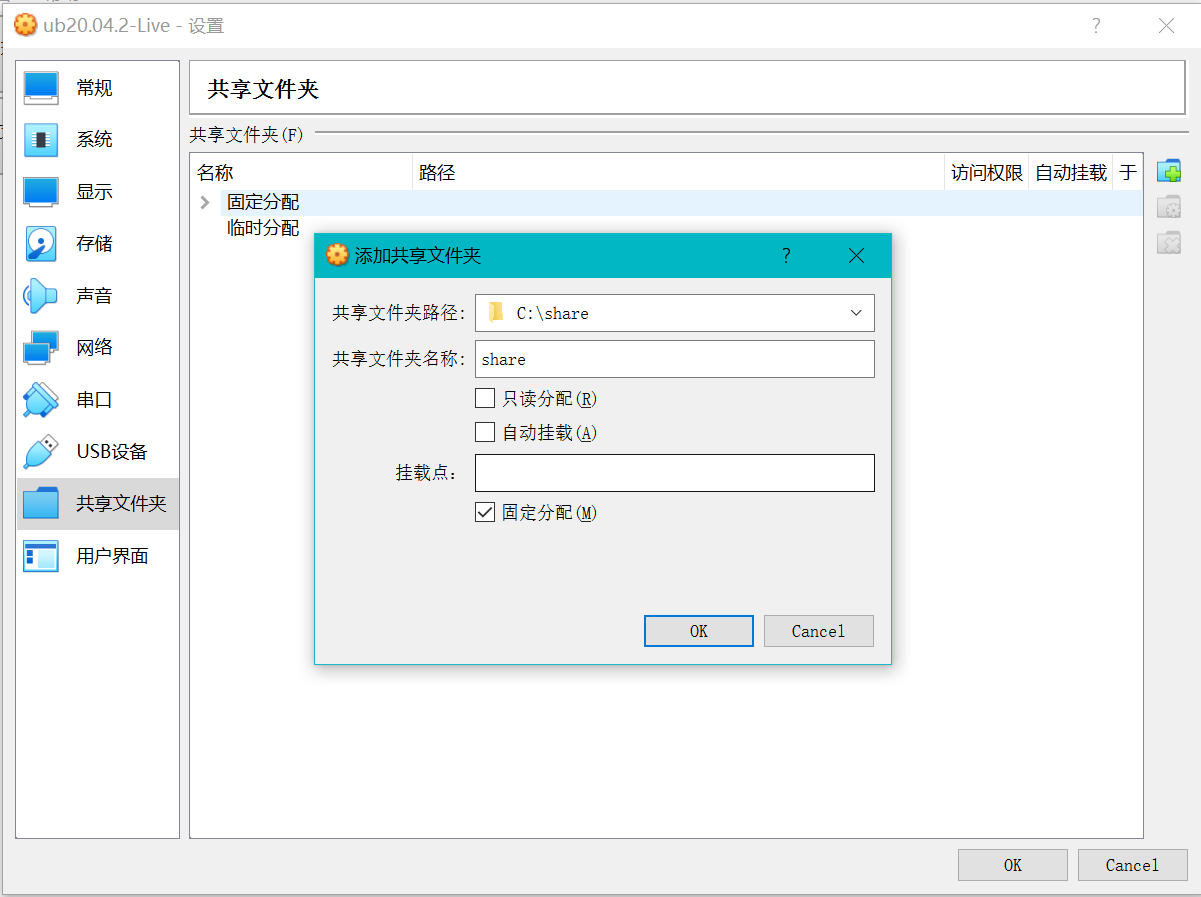 ub20.04.2-Live - 设置
?
常规
系统
显示
存储
声音
网络
串口
USB设备
共享文件夹
用户界面
共享文件夹
共享文件夹(F)
名称 路径 访问权限 自动挂载 于
固定分配
临时分配
添加共享文件夹
?
共享文件夹路径: C:\share
共享文件夹名称: share
只读分配(R)
自动挂载(A)
挂载点:
固定分配(M)
OK Cancel
OK Cancel